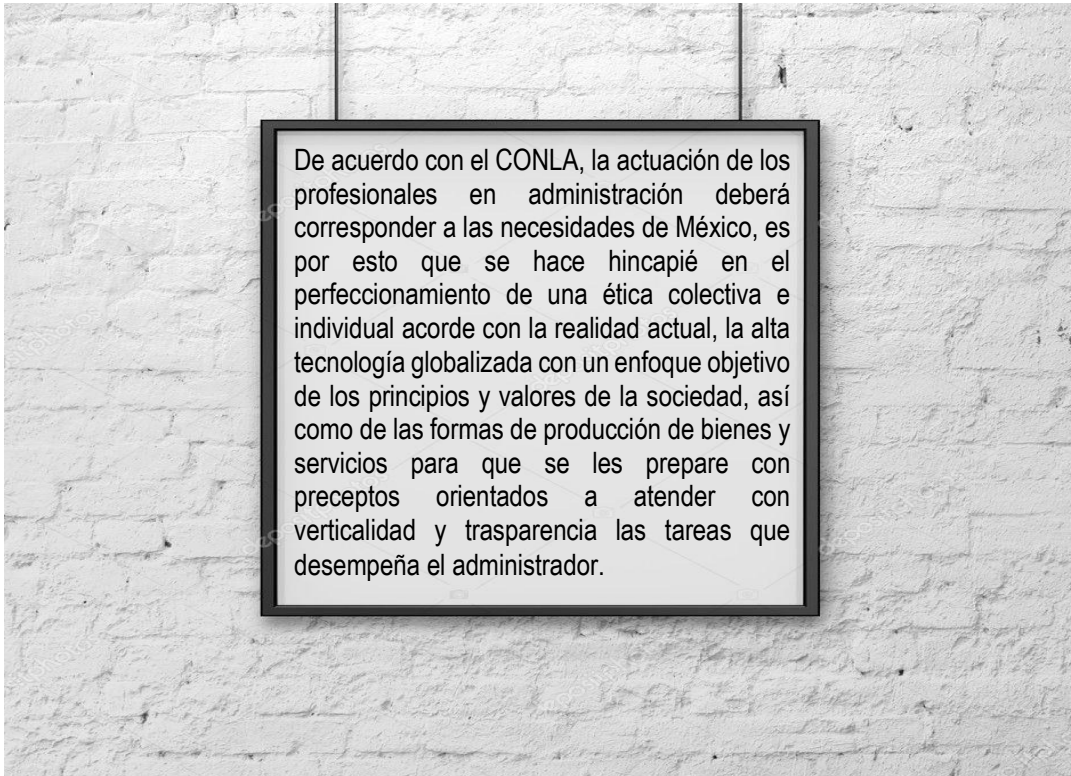 De acuerdo con el CONLA, la actuación de los
profesionales en administración deberá
corresponder a las necesidades de México, es
por esto que se hace hincapié en el
perfeccionamiento de una ética colectiva e
individual acorde con la realidad actual, la alta
tecnología globalizada con un enfoque objetivo
de los principios y valores de la sociedad, así
como de las formas de producción de bienes y
servicios para que se les prepare con
preceptos orientados a atender con
verticalidad y trasparencia las tareas que
desempeña el administrador.